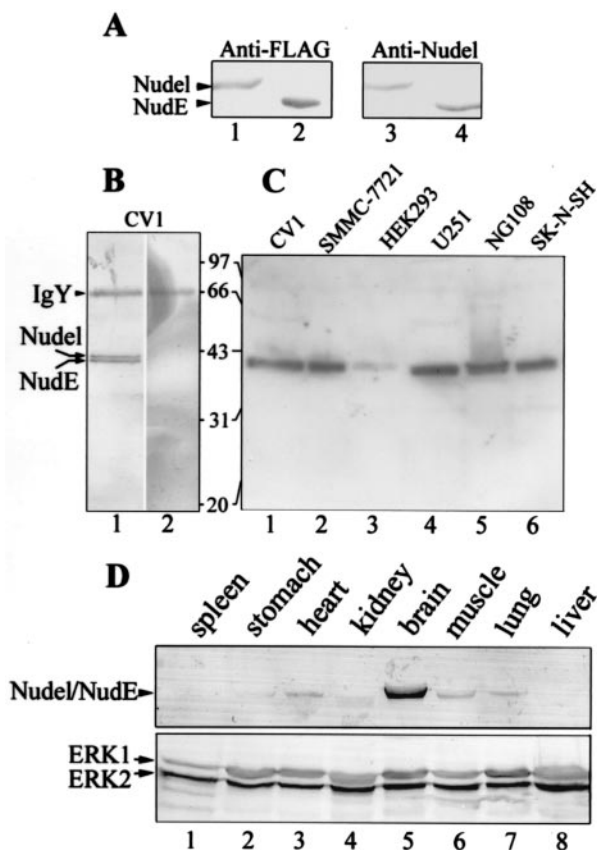 A
Anti-FLAG Anti-Nudel
Nudel
NudE
1 2 3 4
B
CV1
IgY
Nudel
NudE
1 2
97
66
43
31
20
C
CV1 SMMC-7721 HEK293 U251 NG108 SK-N-SH
1 2 3 4 5 6
D
spleen stomach heart kidney brain muscle lung liver
Nudel/NudE
ERK1
ERK2
1 2 3 4 5 6 7 8